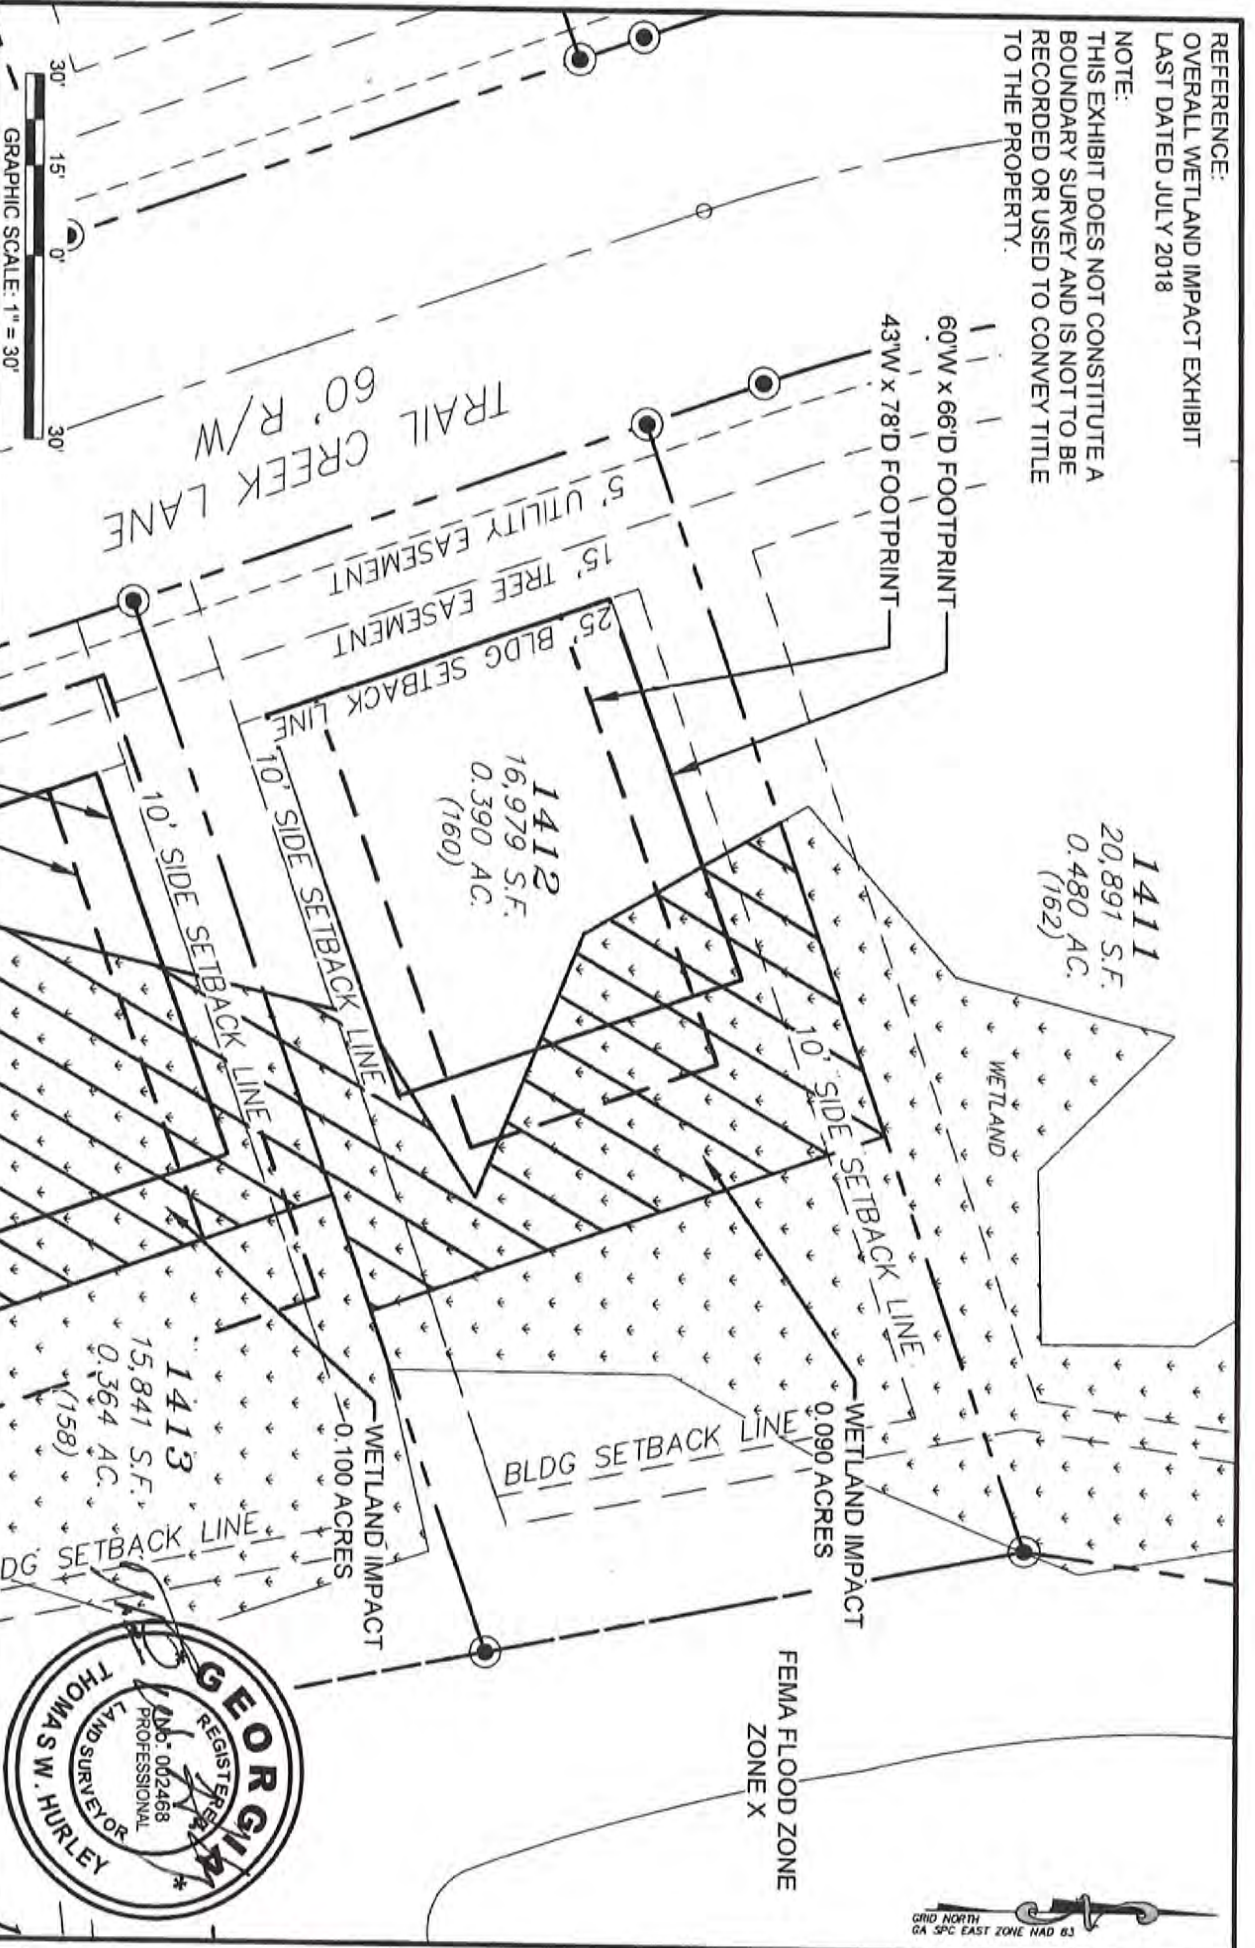 REFERENCE:
OVERALL WETLAND IMPACT EXHIBIT
LAST DATED JULY 2018
NOTE:
THIS EXHIBIT DOES NOT CONSTITUTE A
BOUNDARY SURVEY AND IS NOT TO BE
RECORDED OR USED TO CONVEY TITLE
TO THE PROPERTY.
60'W x 66'D FOOTPRINT
43'W x 78'D FOOTPRINT
1411
20,891 S.F.
0.480 AC.
(162)
WETLAND
TRAIL CREEK LANE
60' R/W
5' UTILITY EASEMENT
15' TREE EASEMENT
25' BLDG SETBACK LINE
1412
16,979 S.F.
0.390 AC.
(160)
10' SIDE SETBACK LINE
10' SIDE SETBACK LINE
10' SIDE SETBACK LINE
WETLAND IMPACT
0.090 ACRES
BLDG SETBACK LINE
WETLAND IMPACT
0.100 ACRES
1413
15,841 S.F.
0.364 AC.
(158)
DG SETBACK LINE
FEMA FLOOD ZONE
ZONE X
30' 15' 0' 30'
GRAPHIC SCALE: 1" = 30'
GEORGIA
REGISTERED
No. 002468
PROFESSIONAL
LAND SURVEYOR
THOMAS W. HURLEY
GRID NORTH
GA SPC EAST ZONE NAD 83